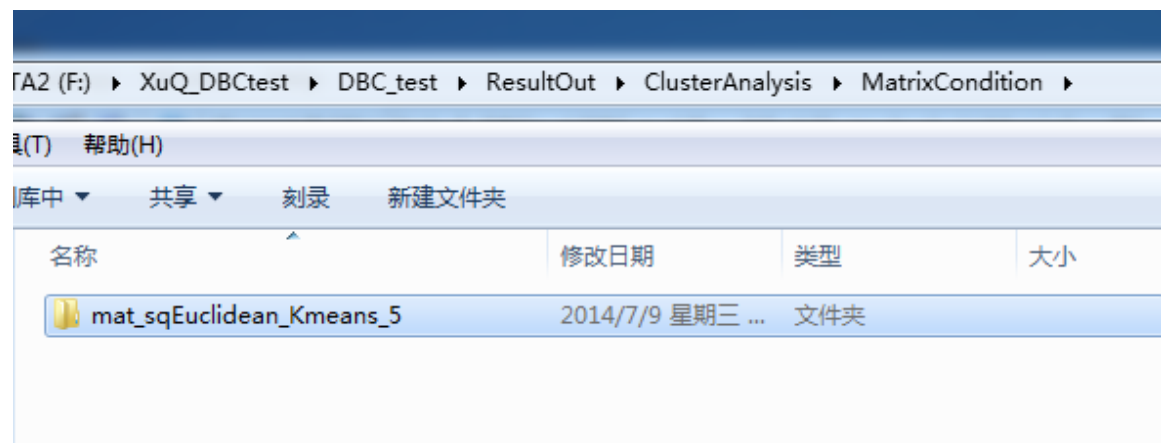 TA2 (F:) ▸ XuQ_DBCtest ▸ DBC_test ▸ ResultOut ▸ ClusterAnalysis ▸ MatrixCondition ▸
具(T) 帮助(H)
库中 ▾ 共享 ▾ 刻录 新建文件夹
名称 修改日期 类型 大小
mat_sqEuclidean_Kmeans_5 2014/7/9 星期三 ... 文件夹